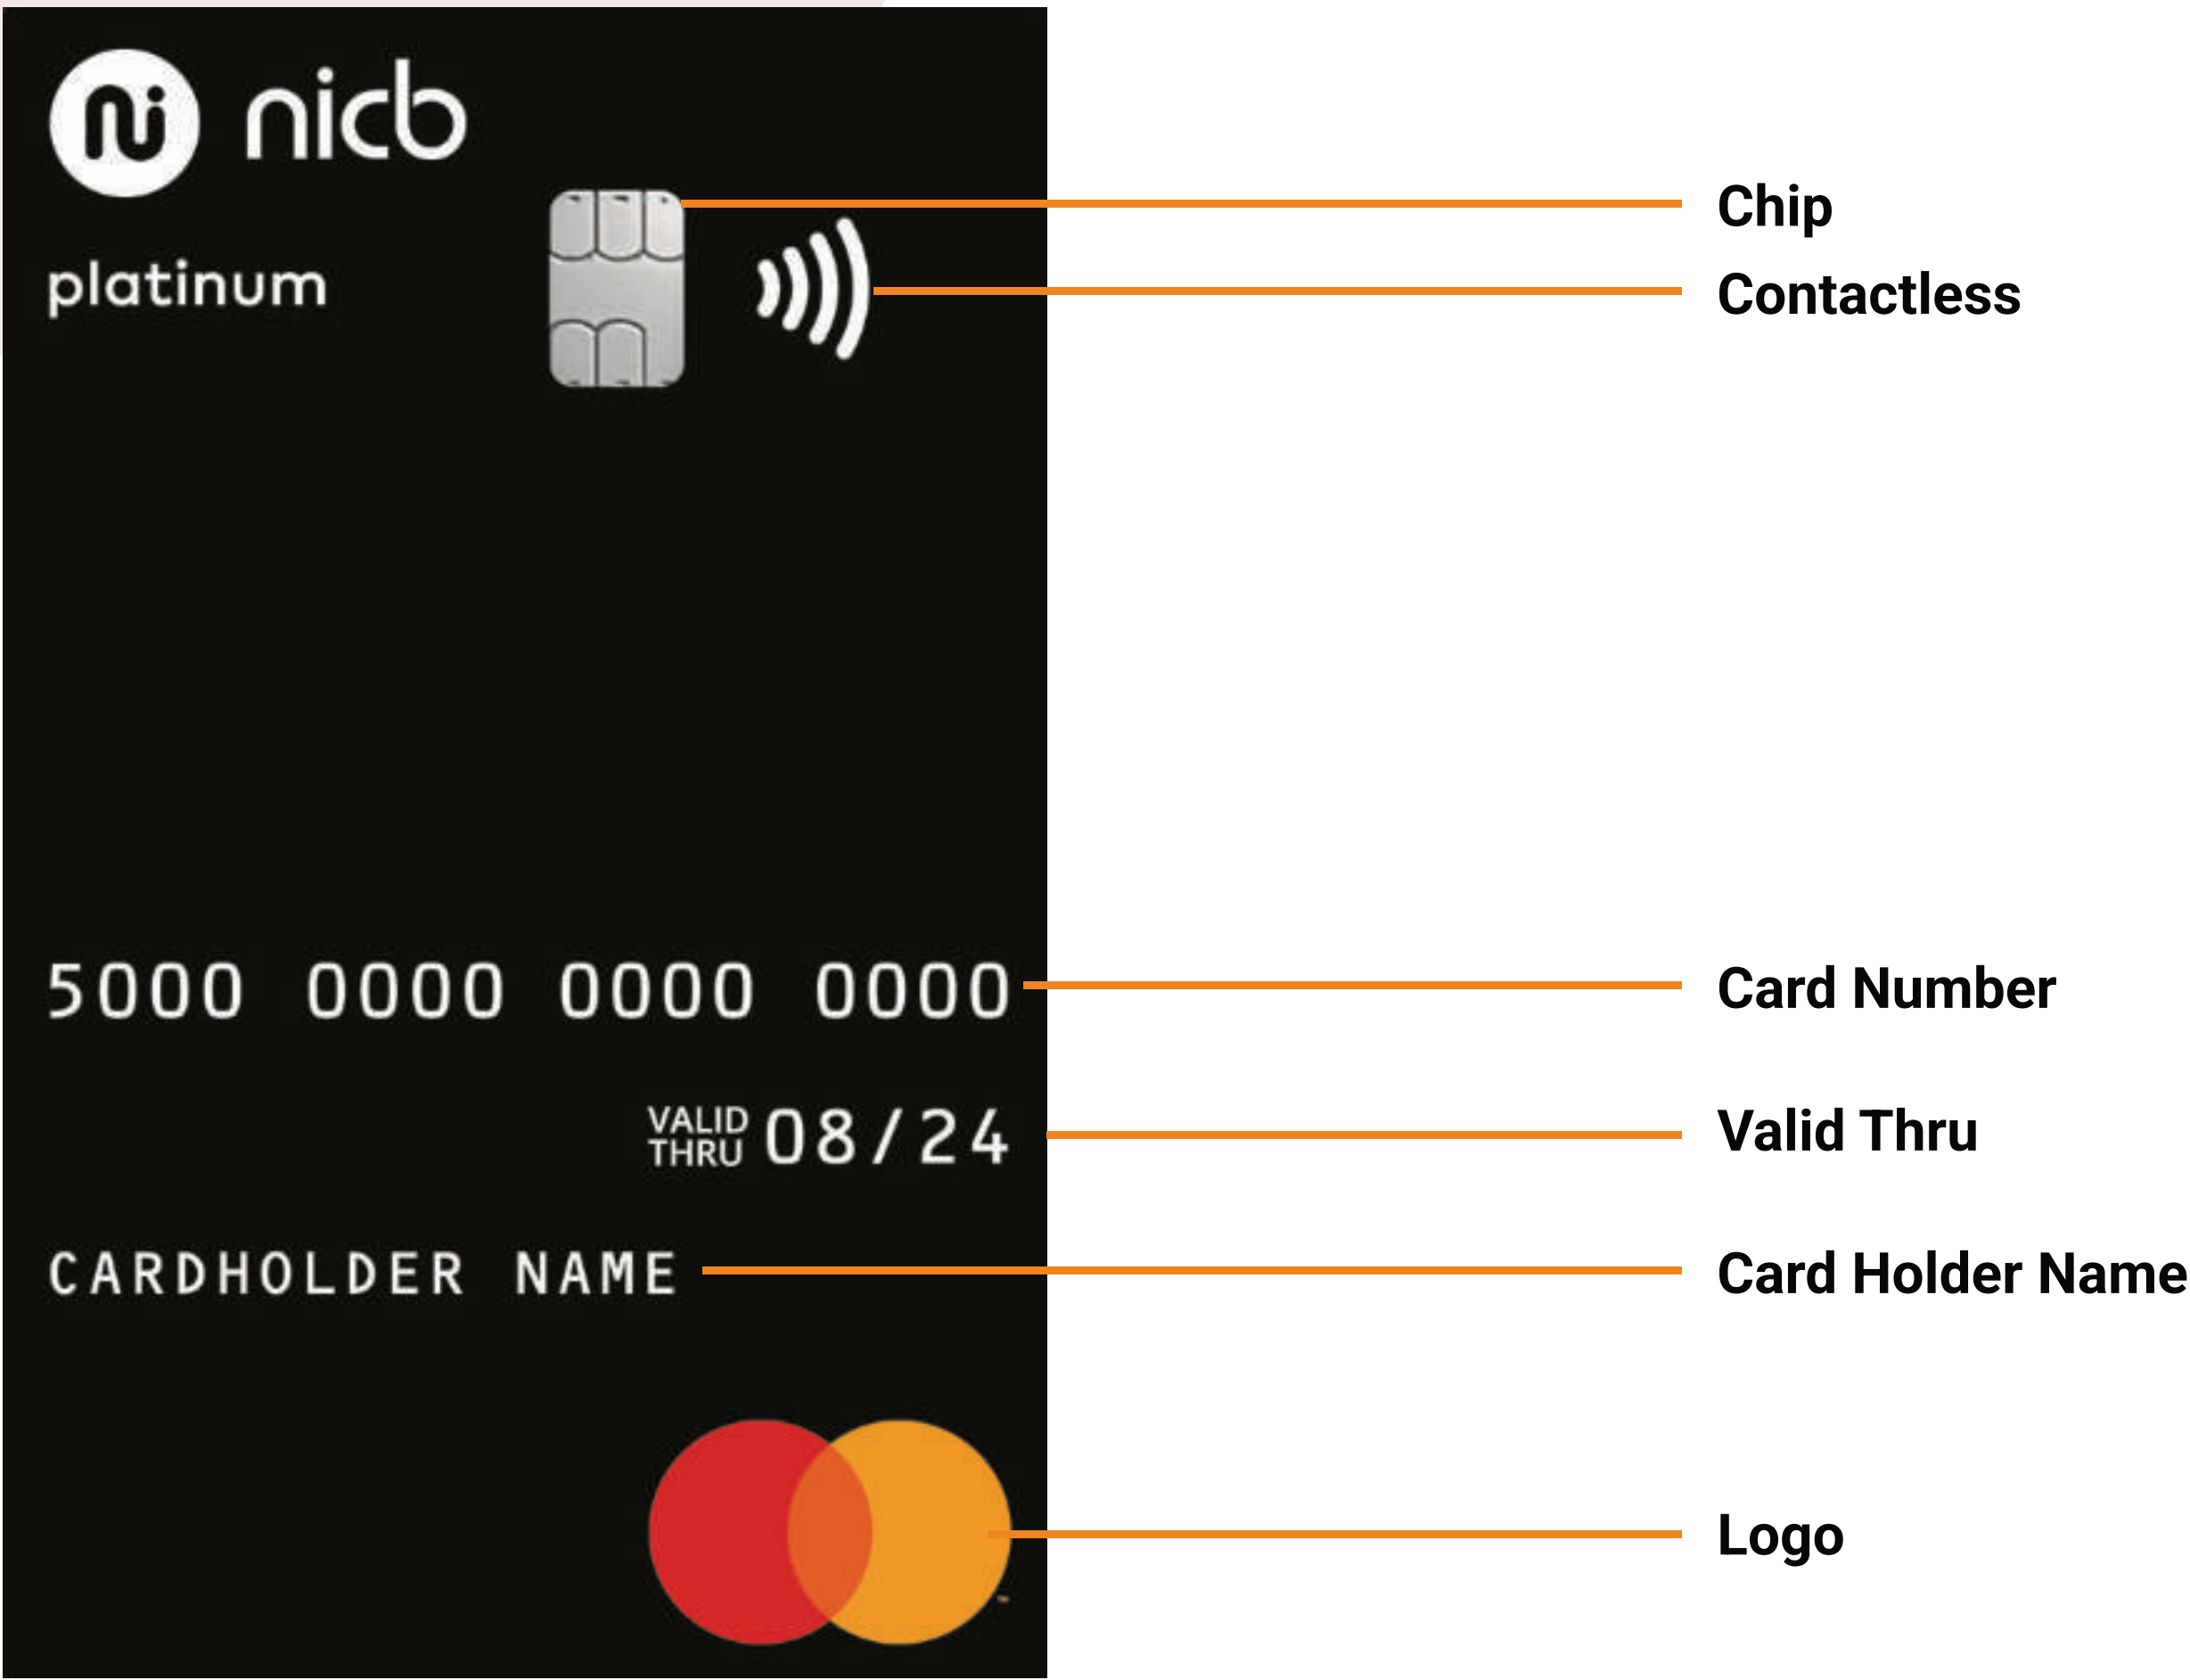 nicb
platinum
Chip
Contactless
5000 0000 0000 0000
Card Number
VALID
THRU
08/24
Valid Thru
CARDHOLDER NAME
Card Holder Name
Logo